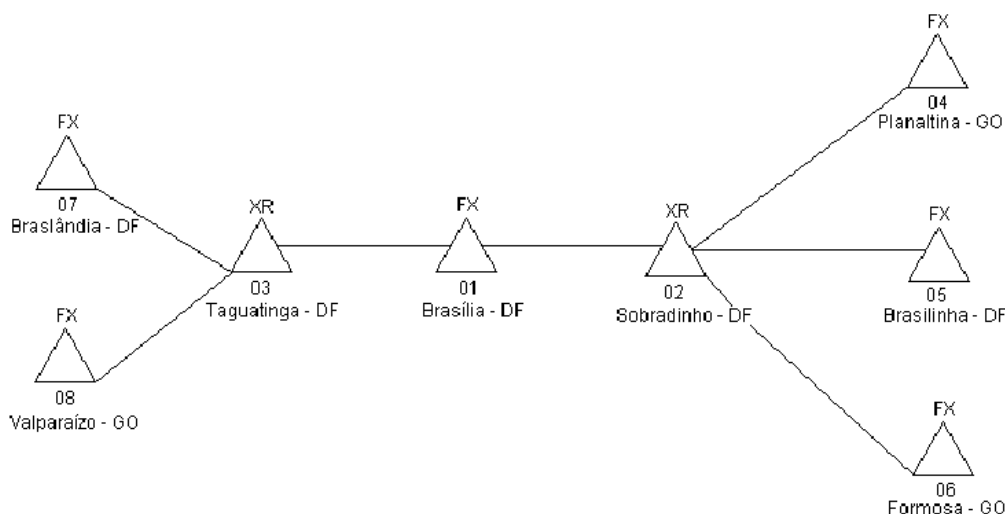 FX
04
Planaltina - GO
FX
07
Braslândia - DF
XR
03
Taguatinga - DF
FX
01
Brasília - DF
XR
02
Sobradinho - DF
FX
05
Brasilinha - DF
FX
08
Valparaízo - GO
FX
06
Formosa - GO